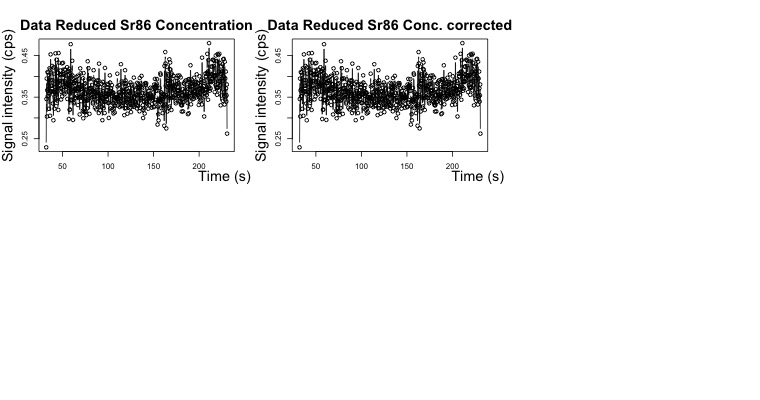 Data Reduced Sr86 Concentration
Signal intensity (cps)
0.45
0.35
0.25
50 100 150 200
Time (s)
Data Reduced Sr86 Conc. corrected
Signal intensity (cps)
0.45
0.35
0.25
50 100 150 200
Time (s)